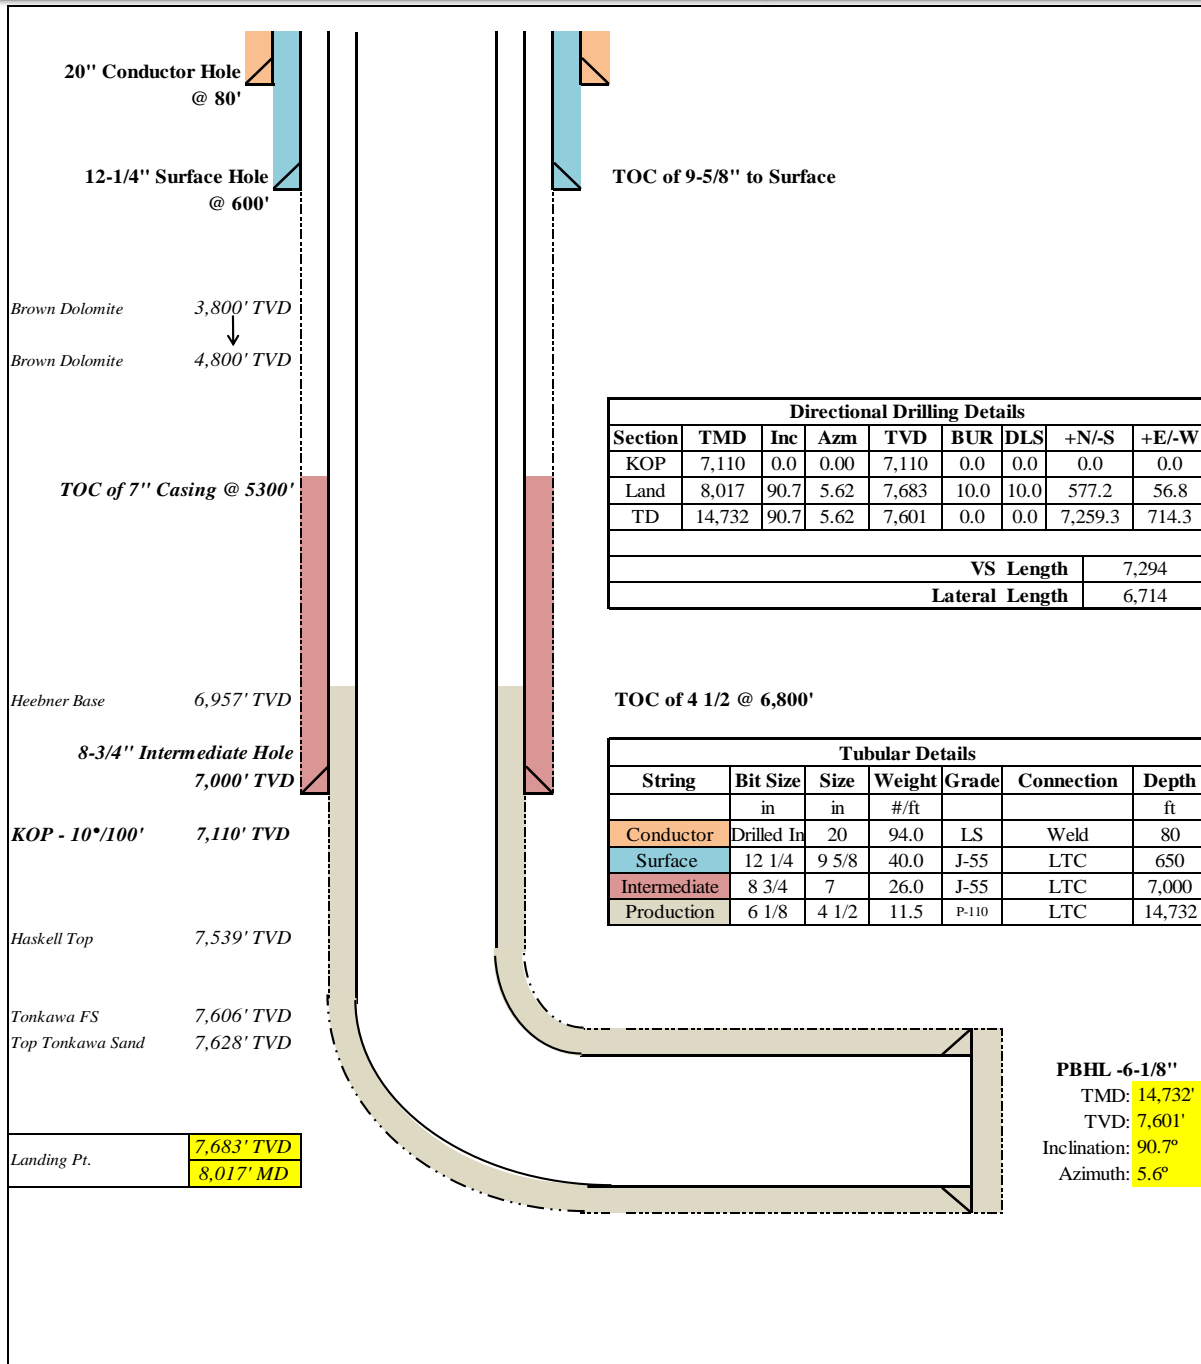 20" Conductor Hole
@ 80'
12-1/4" Surface Hole
@ 600'
TOC of 9-5/8" to Surface
Brown Dolomite 3,800' TVD
Brown Dolomite 4,800' TVD
Directional Drilling Details
Section TMD Inc Azm TVD BUR DLS +N/-S +E/-W
KOP 7,110 0.0 0.00 7,110 0.0 0.0 0.0 0.0
Land 8,017 90.7 5.62 7,683 10.0 10.0 577.2 56.8
TD 14,732 90.7 5.62 7,601 0.0 0.0 7,259.3 714.3
VS Length 7,294
Lateral Length 6,714
TOC of 7" Casing @ 5300'
Heebner Base 6,957' TVD
TOC of 4 1/2 @ 6,800'
8-3/4" Intermediate Hole
7,000' TVD
KOP - 10°/100' 7,110' TVD
Tubular Details
String Bit Size Size Weight Grade Connection Depth
in in #/ft ft
Conductor Drilled In 20 94.0 LS Weld 80
Surface 12 1/4 9 5/8 40.0 J-55 LTC 650
Intermediate 8 3/4 7 26.0 J-55 LTC 7,000
Production 6 1/8 4 1/2 11.5 P-110 LTC 14,732
Haskell Top 7,539' TVD
Tonkawa FS 7,606' TVD
Top Tonkawa Sand 7,628' TVD
Landing Pt. 7,683' TVD
8,017' MD
PBHL -6-1/8"
TMD: 14,732'
TVD: 7,601'
Inclination: 90.7º
Azimuth: 5.6º